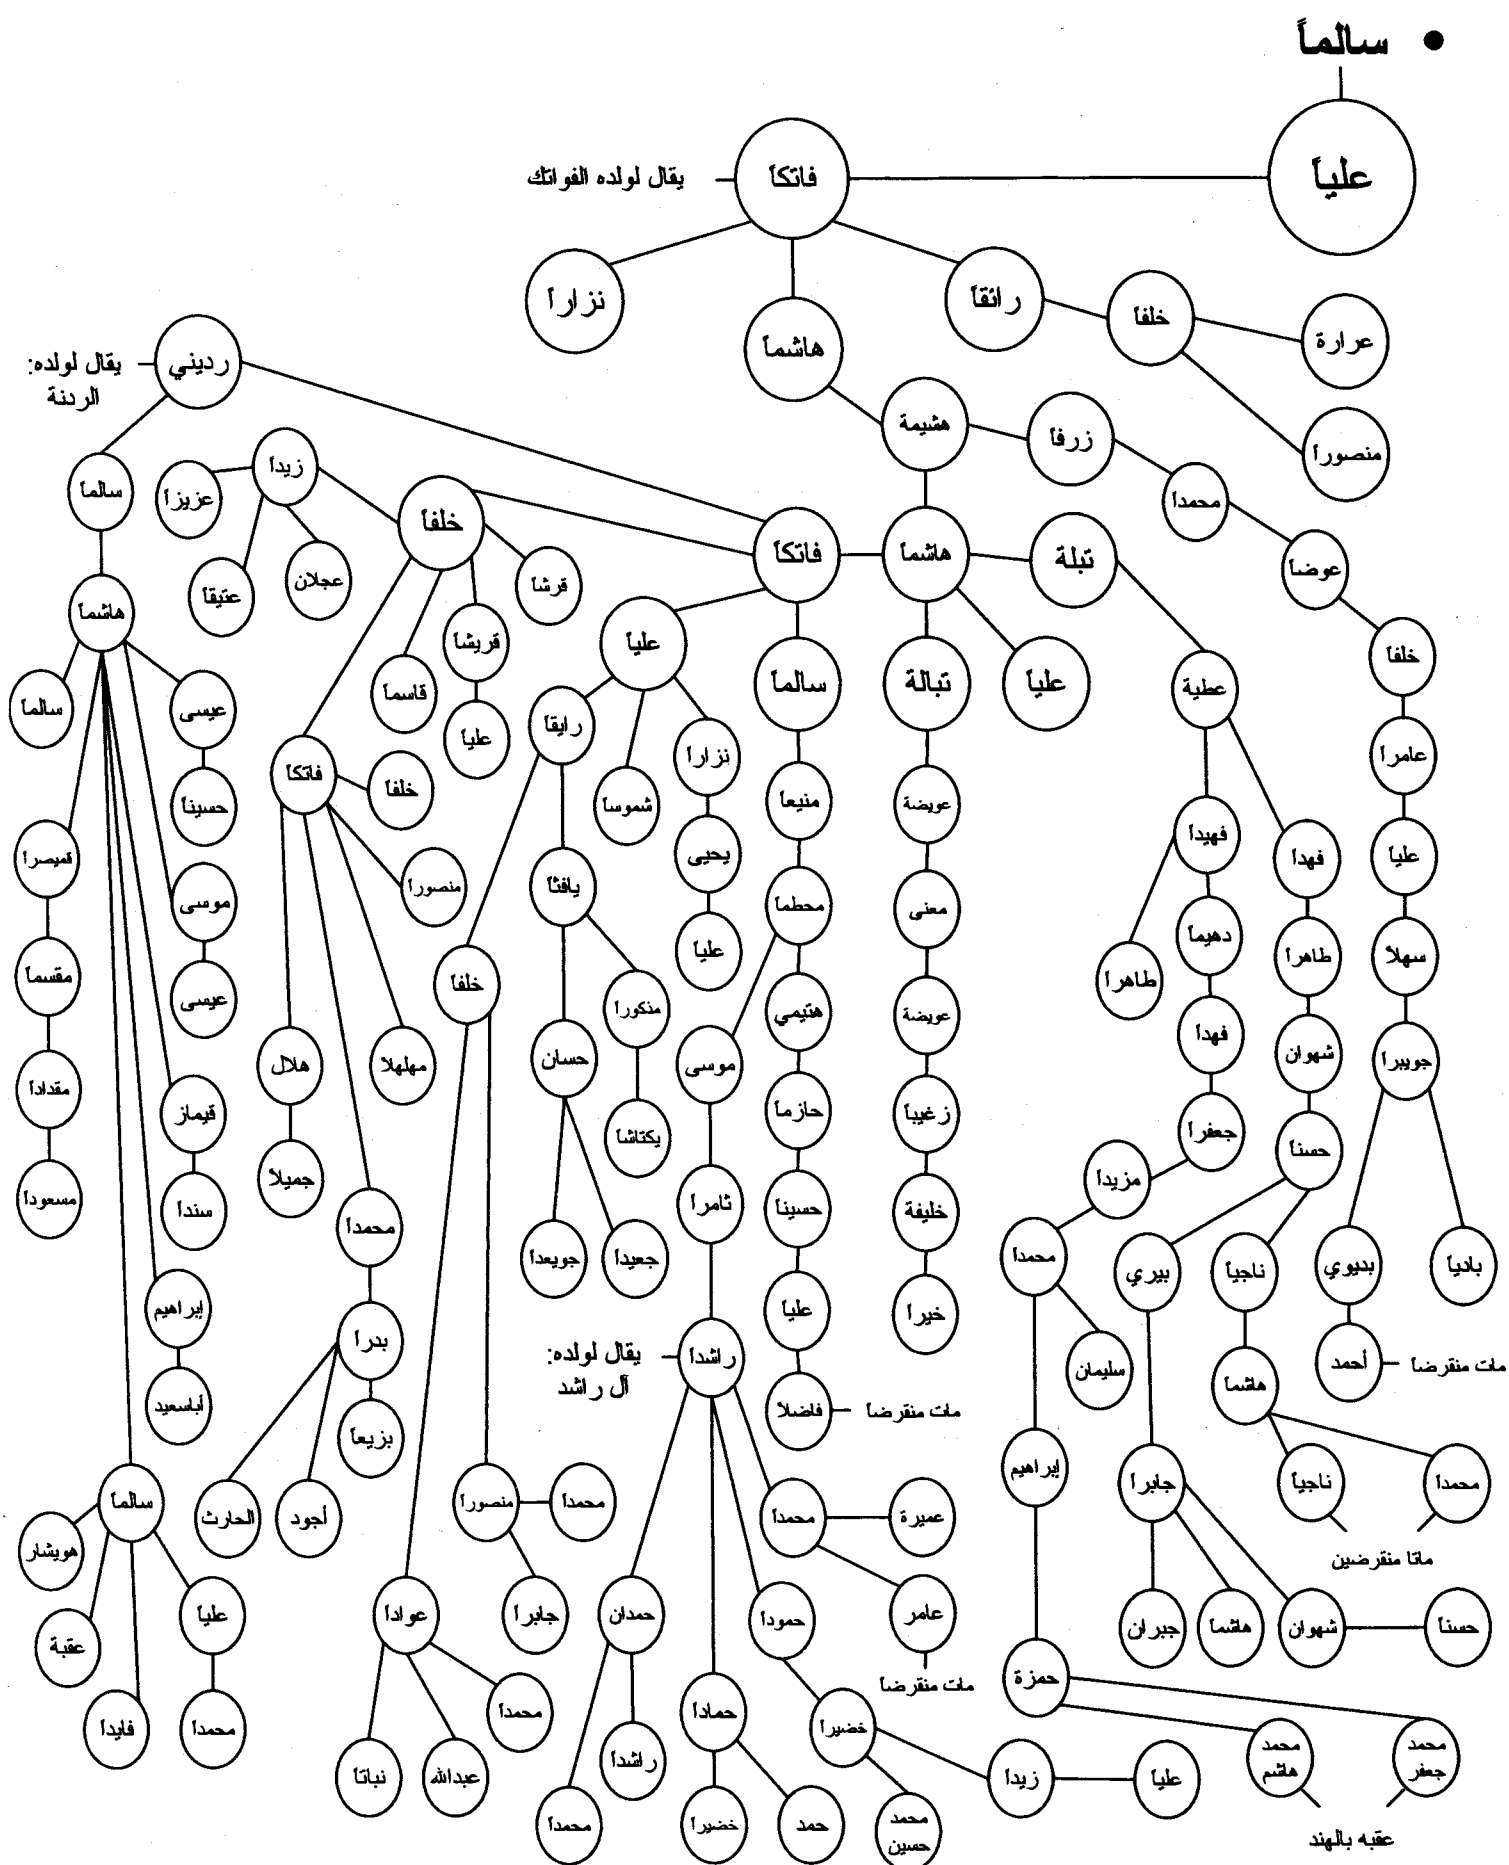 • سالماً
علياً
فاتكاً
يقال لولده الفواتك
نزاراً
هاشماً
رائقاً
خلفاً
عرارة
منصوراً
رديني
يقال لولده:
الردنة
هشيمة
زرفاً
محمداً
عوضاً
خلفاً
عامراً
علياً
سهلاً
جويبراً
بديوي
بادياً
أحمد
مات منقرضاً
هاشماً
تبلة
علياً
تبالة
عويضة
معنى
عويضة
زغيباً
خليفة
خيراً
عطية
فهيداً
فهداً
طاهراً
دهيماً
فهداً
جعفراً
مزيداً
محمداً
سليمان
إبراهيم
حمزة
محمد
هاشم
محمد
جعفر
عقبه بالهند
طاهراً
شهوان
حسناً
بيري
ناجياً
هاشماً
ناجياً
محمداً
ماتا منقرضين
جابراً
جبران
هاشماً
شهوان
حسناً
فاتكاً
علياً
سالماً
منيعاً
محطماً
هتيمي
حازماً
حسيناً
علياً
فاضلاً
مات منقرضاً
موسى
ثامراً
راشداً
يقال لولده:
آل راشد
محمداً
عميرة
عامر
مات منقرضاً
حموداً
خضيراً
زيداً
علياً
محمد
حسين
حماداً
خضيراً
حمد
حمدان
راشداً
محمداً
رايقاً
شموسا
نزاراً
يحيى
علياً
يافثاً
مذكوراً
يكتاشا
حسان
جويعداً
جعيداً
خلفاً
منصوراً
محمداً
جابراً
عواداً
نباتاً
عبدالله
محمداً
خلفاً
قرشاً
قريشاً
علياً
قاسماً
زيداً
عزيزاً
عتيقاً
عجلان
فاتكاً
خلفاً
منصوراً
مهلهلا
هلال
جميلاً
محمداً
بدراً
بزيعاً
أجود
الحارث
سالماً
هاشماً
سالماً
عيسى
حسيناً
موسى
عيسى
قيماز
سنداً
إبراهيم
أباسعيد
قميصراً
مقسماً
مقداداً
مسعوداً
سالماً
هويشار
عقبة
فايداً
علياً
محمداً